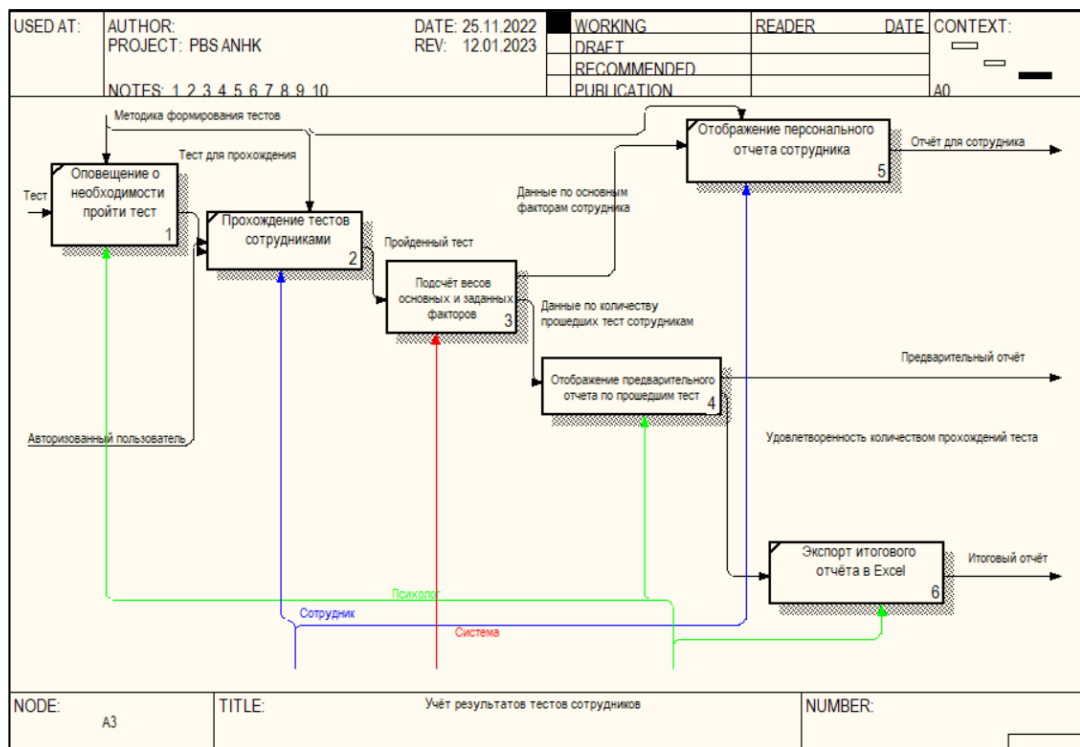 USED AT:
AUTHOR:
DATE: 25.11.2022
PROJECT: PBS ANHK
REV: 12.01.2023
NOTES: 1 2 3 4 5 6 7 8 9 10
WORKING
DRAFT
RECOMMENDED
PUBLICATION
READER
DATE
CONTEXT:
A0
Методика формирования тестов
Отображение персонального
отчета сотрудника
5
Отчёт для сотрудника
Тест для прохождения
Тест
Оповещение о
необходимости
пройти тест
1
Данные по основным
факторам сотрудника
Прохождение тестов
сотрудниками
2
Пройденный тест
Подсчёт весов
основных и заданных
факторов
3
Данные по количеству
прошедших тест сотрудникам
Предварительный отчёт
Отображение предварительного
отчета по прошедшим тест
4
Авторизованный пользователь
Удовлетворенность количеством прохождений теста
Экспорт итогового
отчёта в Excel
6
Итоговый отчёт
Психолог
Сотрудник
Система
NODE:
A3
TITLE:
Учёт результатов тестов сотрудников
NUMBER: